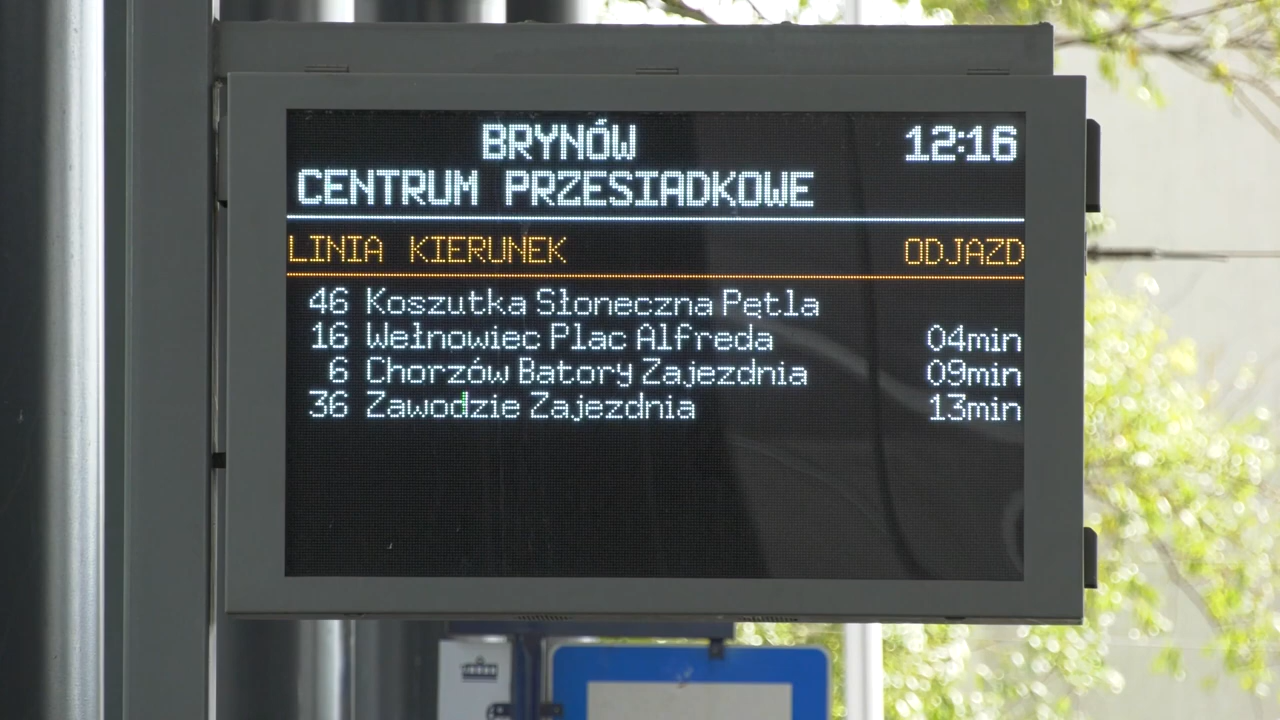 BRYNÓW 12:16
CENTRUM PRZESIADKOWE
LINIA KIERUNEK ODJAZD
46 Koszutka Słoneczna Pętla
16 Wełnowiec Plac Alfreda 04min
6 Chorzów Batory Zajezdnia 09min
36 Zawodzie Zajezdnia 13min